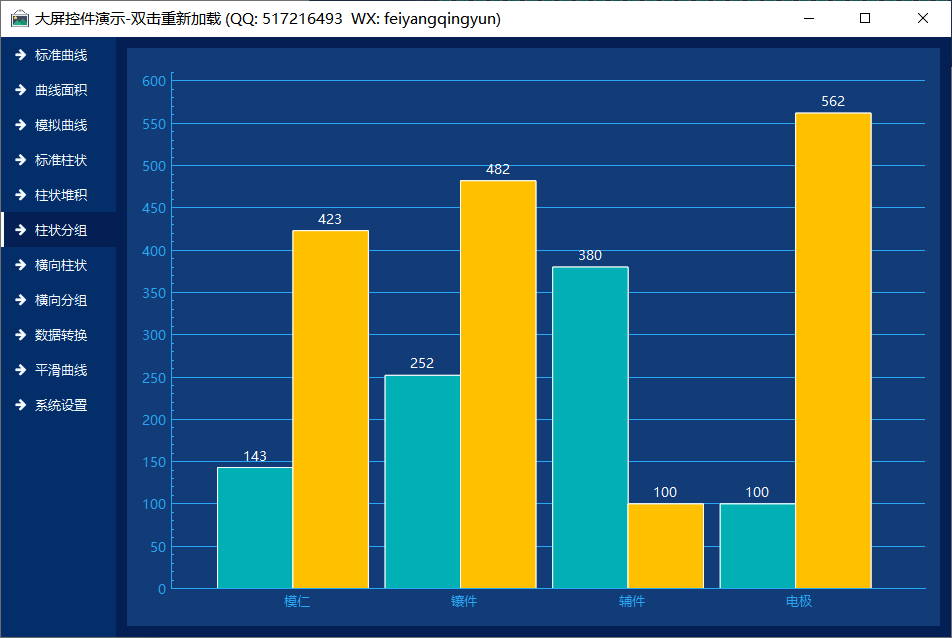 大屏控件演示-双击重新加载 (QQ: 517216493  WX: feiyangqingyun)
标准曲线
曲线面积
模拟曲线
标准柱状
柱状堆积
柱状分组
横向柱状
横向分组
数据转换
平滑曲线
系统设置
600
550
500
450
400
350
300
250
200
150
100
50
0
143
423
252
482
380
100
100
562
模仁
镶件
辅件
电极